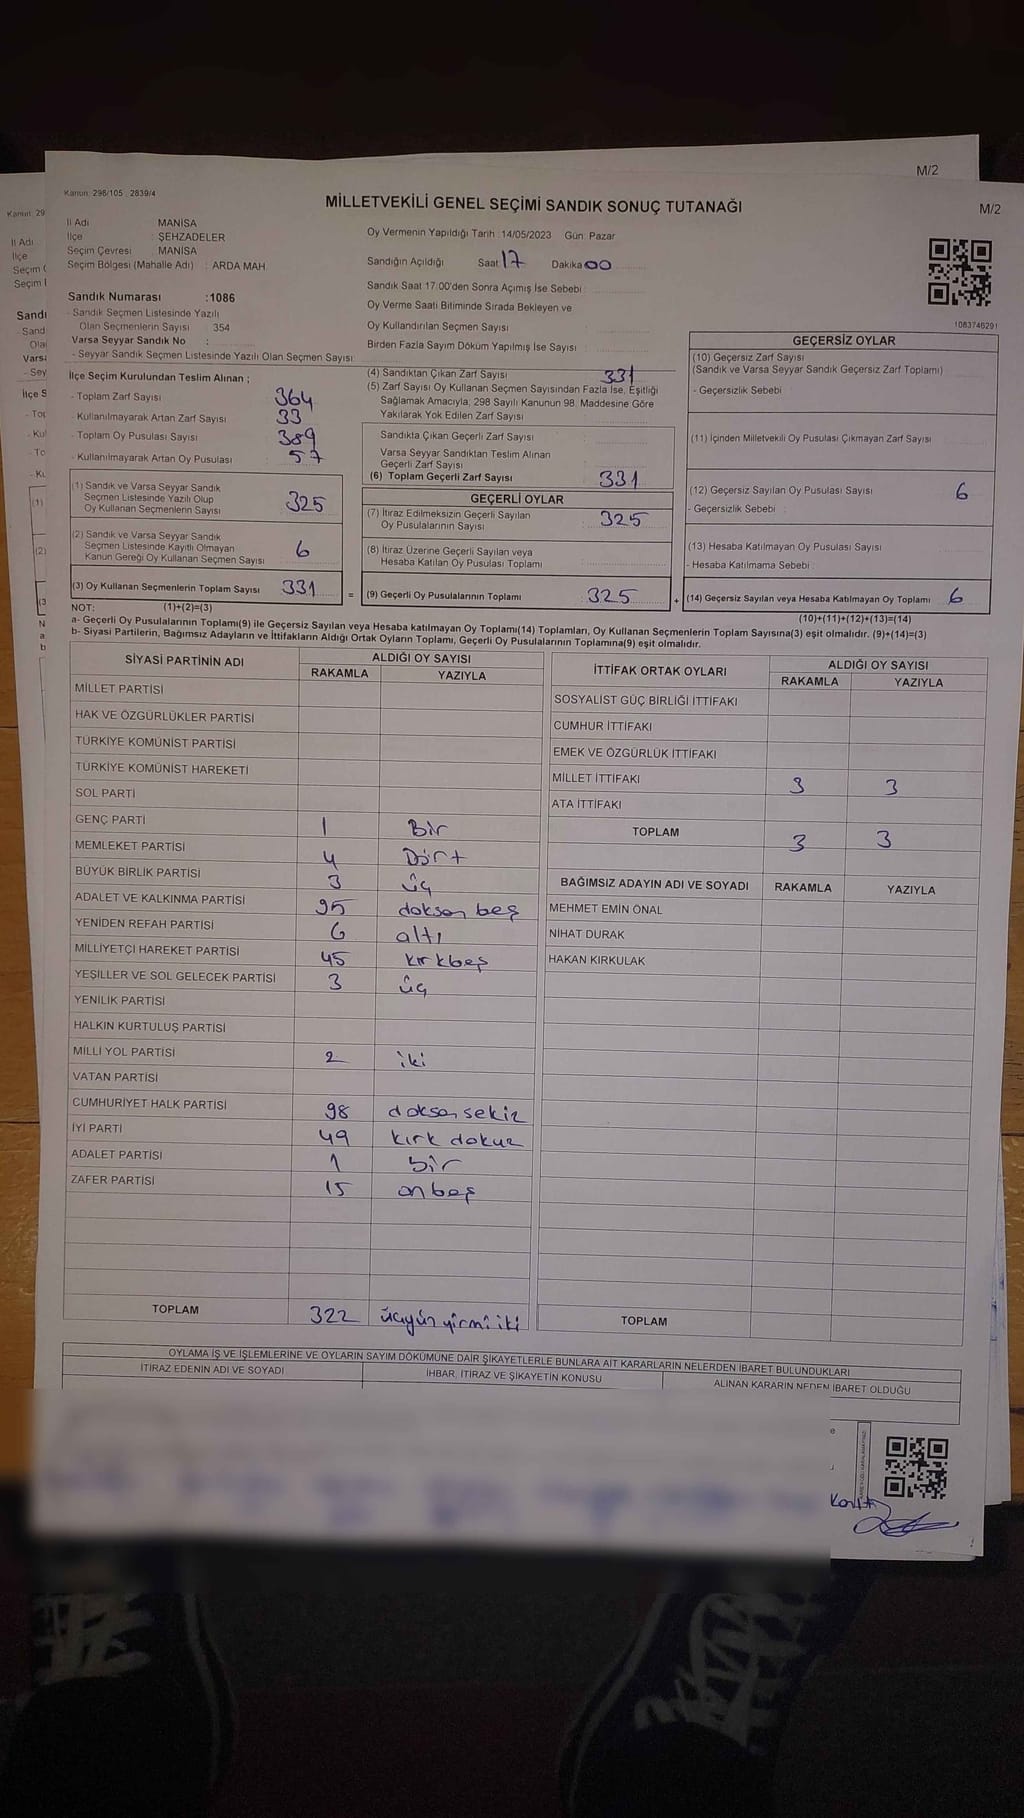 M/2
Kanun: 298/105 , 2839/4
MİLLETVEKİLİ GENEL SEÇİMİ SANDIK SONUÇ TUTANAĞI
M/2
İl Adı MANİSA
İlçe : ŞEHZADELER
Seçim Çevresi MANİSA
Seçim Bölgesi (Mahalle Adı) : ARDA MAH
Oy Vermenin Yapıldığı Tarih :14/05/2023 Gün: Pazar
Sandığın Açıldığı Saat 17 Dakika 00
Sandık Saat 17:00'den Sonra Açımış İse Sebebi :
Oy Verme Saati Bitiminde Sırada Bekleyen ve
Oy Kullandırılan Seçmen Sayısı
Birden Fazla Sayım Döküm Yapılmış İse Sayısı
Sandık Numarası :1086
- Sandık Seçmen Listesinde Yazılı
Olan Seçmenlerin Sayısı : 354
Varsa Seyyar Sandık No :
- Seyyar Sandık Seçmen Listesinde Yazılı Olan Seçmen Sayısı:
1083746291
İlçe Seçim Kurulundan Teslim Alınan ;
- Toplam Zarf Sayısı 364
- Kullanılmayarak Artan Zarf Sayısı 33
- Toplam Oy Pusulası Sayısı 389
- Kullanılmayarak Artan Oy Pusulası 57
(1) Sandık ve Varsa Seyyar Sandık
Seçmen Listesinde Yazılı Olup
Oy Kullanan Seçmenlerin Sayısı 325
(2) Sandık ve Varsa Seyyar Sandık
Seçmen Listesinde Kayıtlı Olmayan
Kanun Gereği Oy Kullanan Seçmen Sayısı 6
(3) Oy Kullanan Seçmenlerin Toplam Sayısı 331
(4) Sandıktan Çıkan Zarf Sayısı 331
(5) Zarf Sayısı Oy Kullanan Seçmen Sayısından Fazla İse, Eşitliği
Sağlamak Amacıyla; 298 Sayılı Kanunun 98. Maddesine Göre
Yakılarak Yok Edilen Zarf Sayısı
Sandıkta Çıkan Geçerli Zarf Sayısı
Varsa Seyyar Sandıktan Teslim Alınan
Geçerli Zarf Sayısı
(6) Toplam Geçerli Zarf Sayısı 331
GEÇERLİ OYLAR
(7) İtiraz Edilmeksizin Geçerli Sayılan
Oy Pusulalarının Sayısı 325
(8) İtiraz Üzerine Geçerli Sayılan veya
Hesaba Katılan Oy Pusulası Toplamı
= (9) Geçerli Oy Pusulalarının Toplamı 325
GEÇERSİZ OYLAR
(10) Geçersiz Zarf Sayısı
(Sandık ve Varsa Seyyar Sandık Geçersiz Zarf Toplamı)
- Geçersizlik Sebebi
(11) İçinden Milletvekili Oy Pusulası Çıkmayan Zarf Sayısı
(12) Geçersiz Sayılan Oy Pusulası Sayısı 6
- Geçersizlik Sebebi :
(13) Hesaba Katılmayan Oy Pusulası Sayısı
- Hesaba Katılmama Sebebi :
+ (14) Geçersiz Sayılan veya Hesaba Katılmayan Oy Toplamı 6
NOT: (1)+(2)=(3)
(10)+(11)+(12)+(13)=(14)
a- Geçerli Oy Pusulalarının Toplamı(9) ile Geçersiz Sayılan veya Hesaba katılmayan Oy Toplamı(14) Toplamları, Oy Kullanan Seçmenlerin Toplam Sayısına(3) eşit olmalıdır. (9)+(14)=(3)
b- Siyasi Partilerin, Bağımsız Adayların ve İttifakların Aldığı Ortak Oyların Toplamı, Geçerli Oy Pusulalarının Toplamına(9) eşit olmalıdır.
SİYASİ PARTİNİN ADI ALDIĞI OY SAYISI
RAKAMLA YAZIYLA
MİLLET PARTİSİ
HAK VE ÖZGÜRLÜKLER PARTİSİ
TÜRKİYE KOMÜNİST PARTİSİ
TÜRKİYE KOMÜNİST HAREKETİ
SOL PARTİ
GENÇ PARTİ 1 Bir
MEMLEKET PARTİSİ 4 Dört
BÜYÜK BİRLİK PARTİSİ 3 üç
ADALET VE KALKINMA PARTİSİ 95 doksan beş
YENİDEN REFAH PARTİSİ 6 altı
MİLLİYETÇİ HAREKET PARTİSİ 45 kırkbeş
YEŞİLLER VE SOL GELECEK PARTİSİ 3 üç
YENİLİK PARTİSİ
HALKIN KURTULUŞ PARTİSİ
MİLLİ YOL PARTİSİ 2 iki
VATAN PARTİSİ
CUMHURİYET HALK PARTİSİ 98 doksan sekiz
İYİ PARTİ 49 kırk dokuz
ADALET PARTİSİ 1 bir
ZAFER PARTİSİ 15 onbeş
TOPLAM 322 üçyüz yirmi iki
İTTİFAK ORTAK OYLARI ALDIĞI OY SAYISI
RAKAMLA YAZIYLA
SOSYALİST GÜÇ BİRLİĞİ İTTİFAKI
CUMHUR İTTİFAKI
EMEK VE ÖZGÜRLÜK İTTİFAKI
MİLLET İTTİFAKI 3 3
ATA İTTİFAKI
TOPLAM 3 3
BAĞIMSIZ ADAYIN ADI VE SOYADI RAKAMLA YAZIYLA
MEHMET EMİN ÖNAL
NİHAT DURAK
HAKAN KIRKULAK
TOPLAM
OYLAMA İŞ VE İŞLEMLERİNE VE OYLARIN SAYIM DÖKÜMÜNE DAİR ŞİKAYETLERLE BUNLARA AİT KARARLARIN NELERDEN İBARET BULUNDUKLARI
İTİRAZ EDENİN ADI VE SOYADI İHBAR, İTİRAZ VE ŞİKAYETİN KONUSU ALINAN KARARIN NEDEN İBARET OLDUĞU